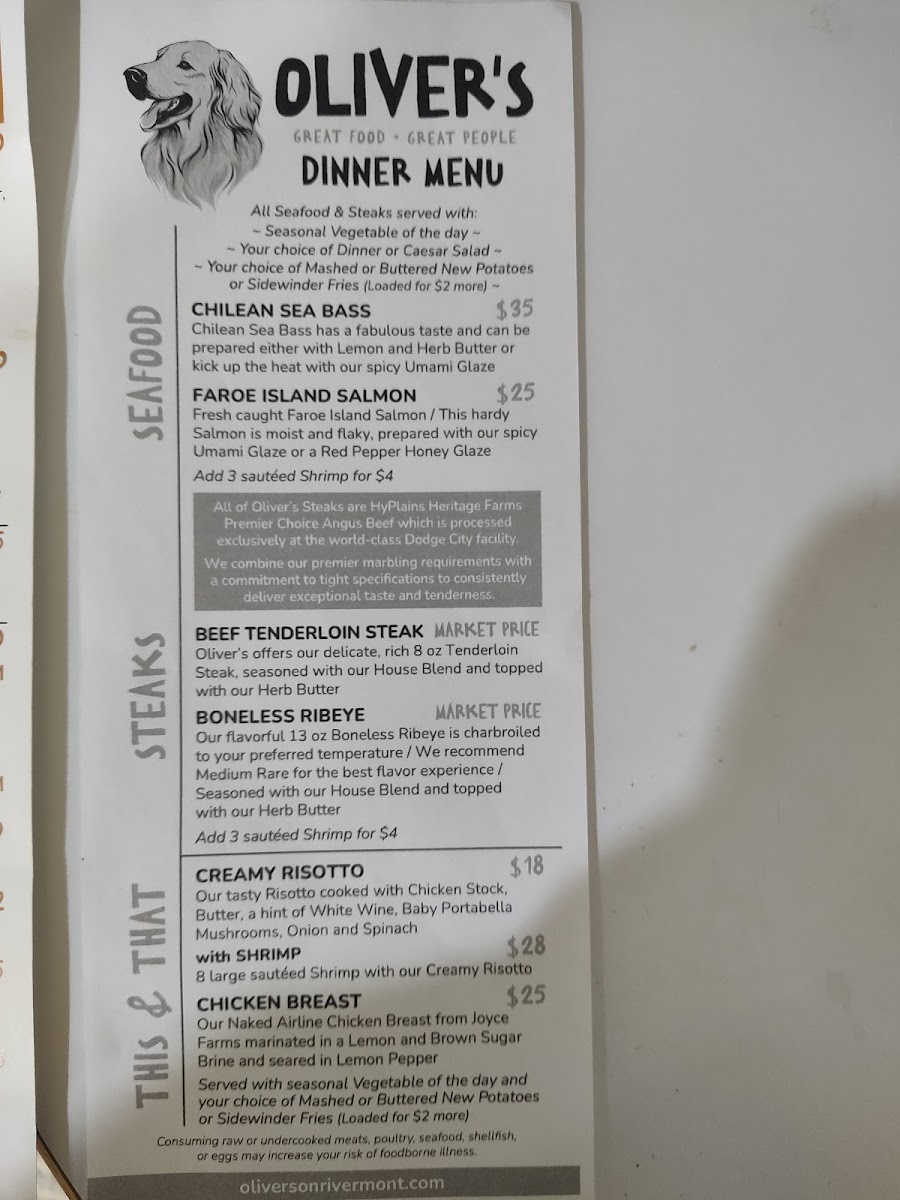 OLIVER'S
GREAT FOOD - GREAT PEOPLE
DINNER MENU
All Seafood & Steaks served with:
~ Seasonal Vegetable of the day ~
~ Your choice of Dinner or Caesar Salad ~
~ Your choice of Mashed or Buttered New Potatoes
or Sidewinder Fries (Loaded for $2 more) ~
SEAFOOD
CHILEAN SEA BASS $35
Chilean Sea Bass has a fabulous taste and can be
prepared either with Lemon and Herb Butter or
kick up the heat with our spicy Umami Glaze
FAROE ISLAND SALMON $25
Fresh caught Faroe Island Salmon / This hardy
Salmon is moist and flaky, prepared with our spicy
Umami Glaze or a Red Pepper Honey Glaze
Add 3 sautéed Shrimp for $4
All of Oliver's Steaks are HyPlains Heritage Farms
Premier Choice Angus Beef which is processed
exclusively at the world-class Dodge City facility.
We combine our premier marbling requirements with
a commitment to tight specifications to consistently
deliver exceptional taste and tenderness.
STEAKS
BEEF TENDERLOIN STEAK MARKET PRICE
Oliver's offers our delicate, rich 8 oz Tenderloin
Steak, seasoned with our House Blend and topped
with our Herb Butter
BONELESS RIBEYE MARKET PRICE
Our flavorful 13 oz Boneless Ribeye is charbroiled
to your preferred temperature / We recommend
Medium Rare for the best flavor experience /
Seasoned with our House Blend and topped
with our Herb Butter
Add 3 sautéed Shrimp for $4
THIS & THAT
CREAMY RISOTTO $18
Our tasty Risotto cooked with Chicken Stock,
Butter, a hint of White Wine, Baby Portabella
Mushrooms, Onion and Spinach
with SHRIMP $28
8 large sautéed Shrimp with our Creamy Risotto
CHICKEN BREAST $25
Our Naked Airline Chicken Breast from Joyce
Farms marinated in a Lemon and Brown Sugar
Brine and seared in Lemon Pepper
Served with seasonal Vegetable of the day and
your choice of Mashed or Buttered New Potatoes
or Sidewinder Fries (Loaded for $2 more)
Consuming raw or undercooked meats, poultry, seafood, shellfish,
or eggs may increase your risk of foodborne illness.
oliversonrivermont.com